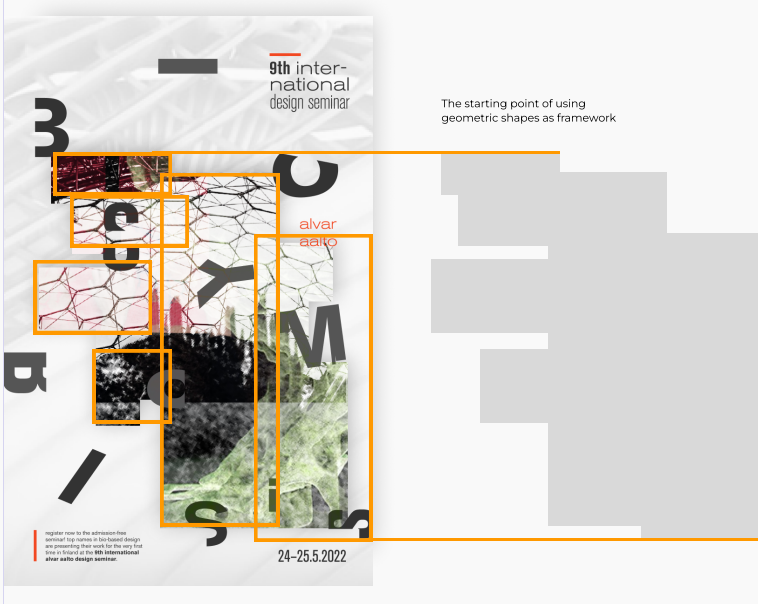 9th inter-
national
design seminar
The starting point of using
geometric shapes as framework
alvar
aalto
register now to the admission-free
seminar! top names in bio-based design
are presenting their work for the very first
time in finland at the 9th international
alvar aalto design seminar.
24–25.5.2022